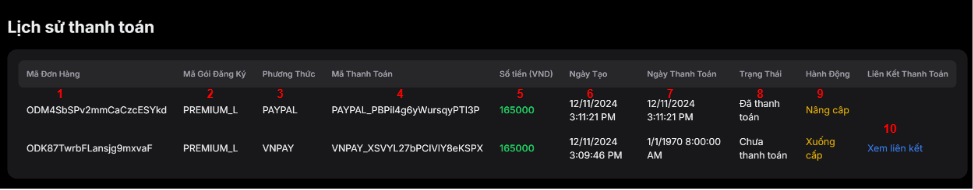 Lịch sử thanh toán
Mã Đơn Hàng Mã Gói Đăng Ký Phương Thức Mã Thanh Toán Số tiền (VND) Ngày Tạo Ngày Thanh Toán Trạng Thái Hành Động Liên Kết Thanh Toán
1 2 3 4 5 6 7 8 9
ODM4SbSPv2mmCaCzcESYkd PREMIUM_L PAYPAL PAYPAL_PBPil4g6yWursqyPTI3P 165000 12/11/2024 3:11:21 PM 12/11/2024 3:11:21 PM Đã thanh toán Nâng cấp
10
ODK87TwrbFLansjg9mxvaF PREMIUM_L VNPAY VNPAY_XSVYL27bPCIVIY8eKSPX 165000 12/11/2024 3:09:46 PM 1/1/1970 8:00:00 AM Chưa thanh toán Xuống cấp Xem liên kết